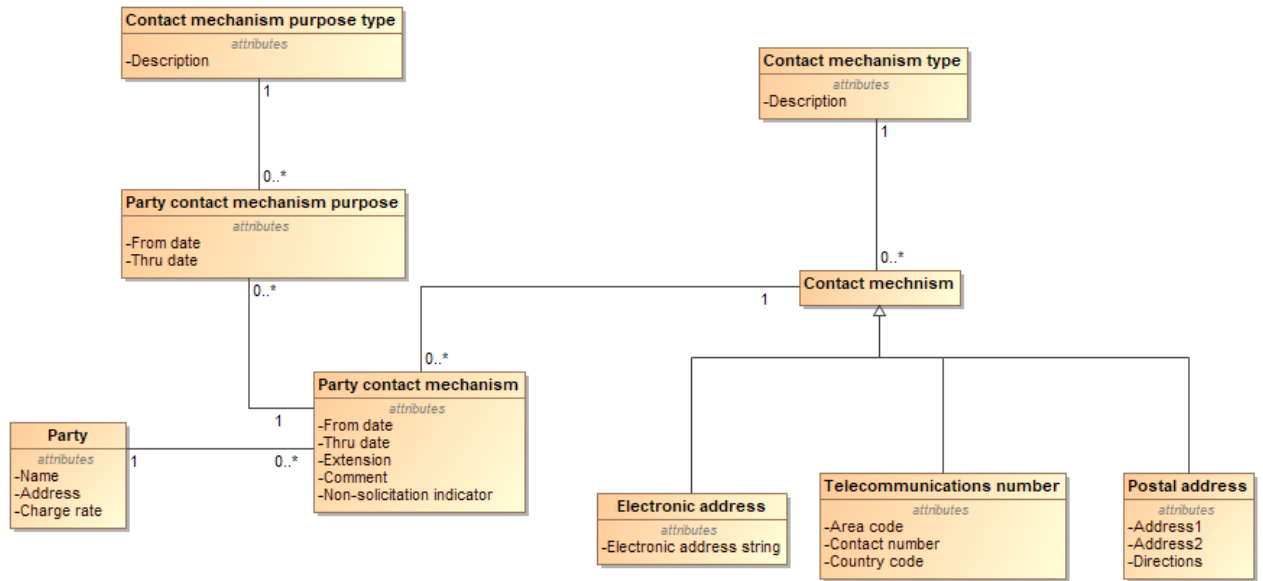 Contact mechanism purpose type
attributes
-Description
1
0..*
Party contact mechanism purpose
attributes
-From date
-Thru date
0..*
1
Contact mechanism type
attributes
-Description
1
0..*
Contact mechnism
1
0..*
Party contact mechanism
attributes
-From date
-Thru date
-Extension
-Comment
-Non-solicitation indicator
Party
attributes
-Name
-Address
-Charge rate
1
0..*
Electronic address
attributes
-Electronic address string
Telecommunications number
attributes
-Area code
-Contact number
-Country code
Postal address
attributes
-Address1
-Address2
-Directions